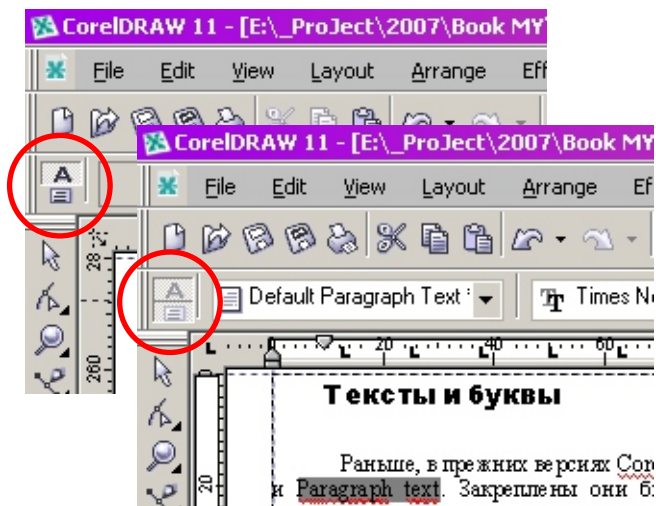 CorelDRAW 11 - [E:\_ProJect\2007\Book MY
File Edit View Layout Arrange Eff
A
28
260
CorelDRAW 11 - [E:\_ProJect\2007\Book MY
File Edit View Layout Arrange Ef
A
Default Paragraph Text Times Ne
20 40 60
20
Тексты и буквы
Раньше, в прежних версиях Core
и Paragraph text. Закреплены они б